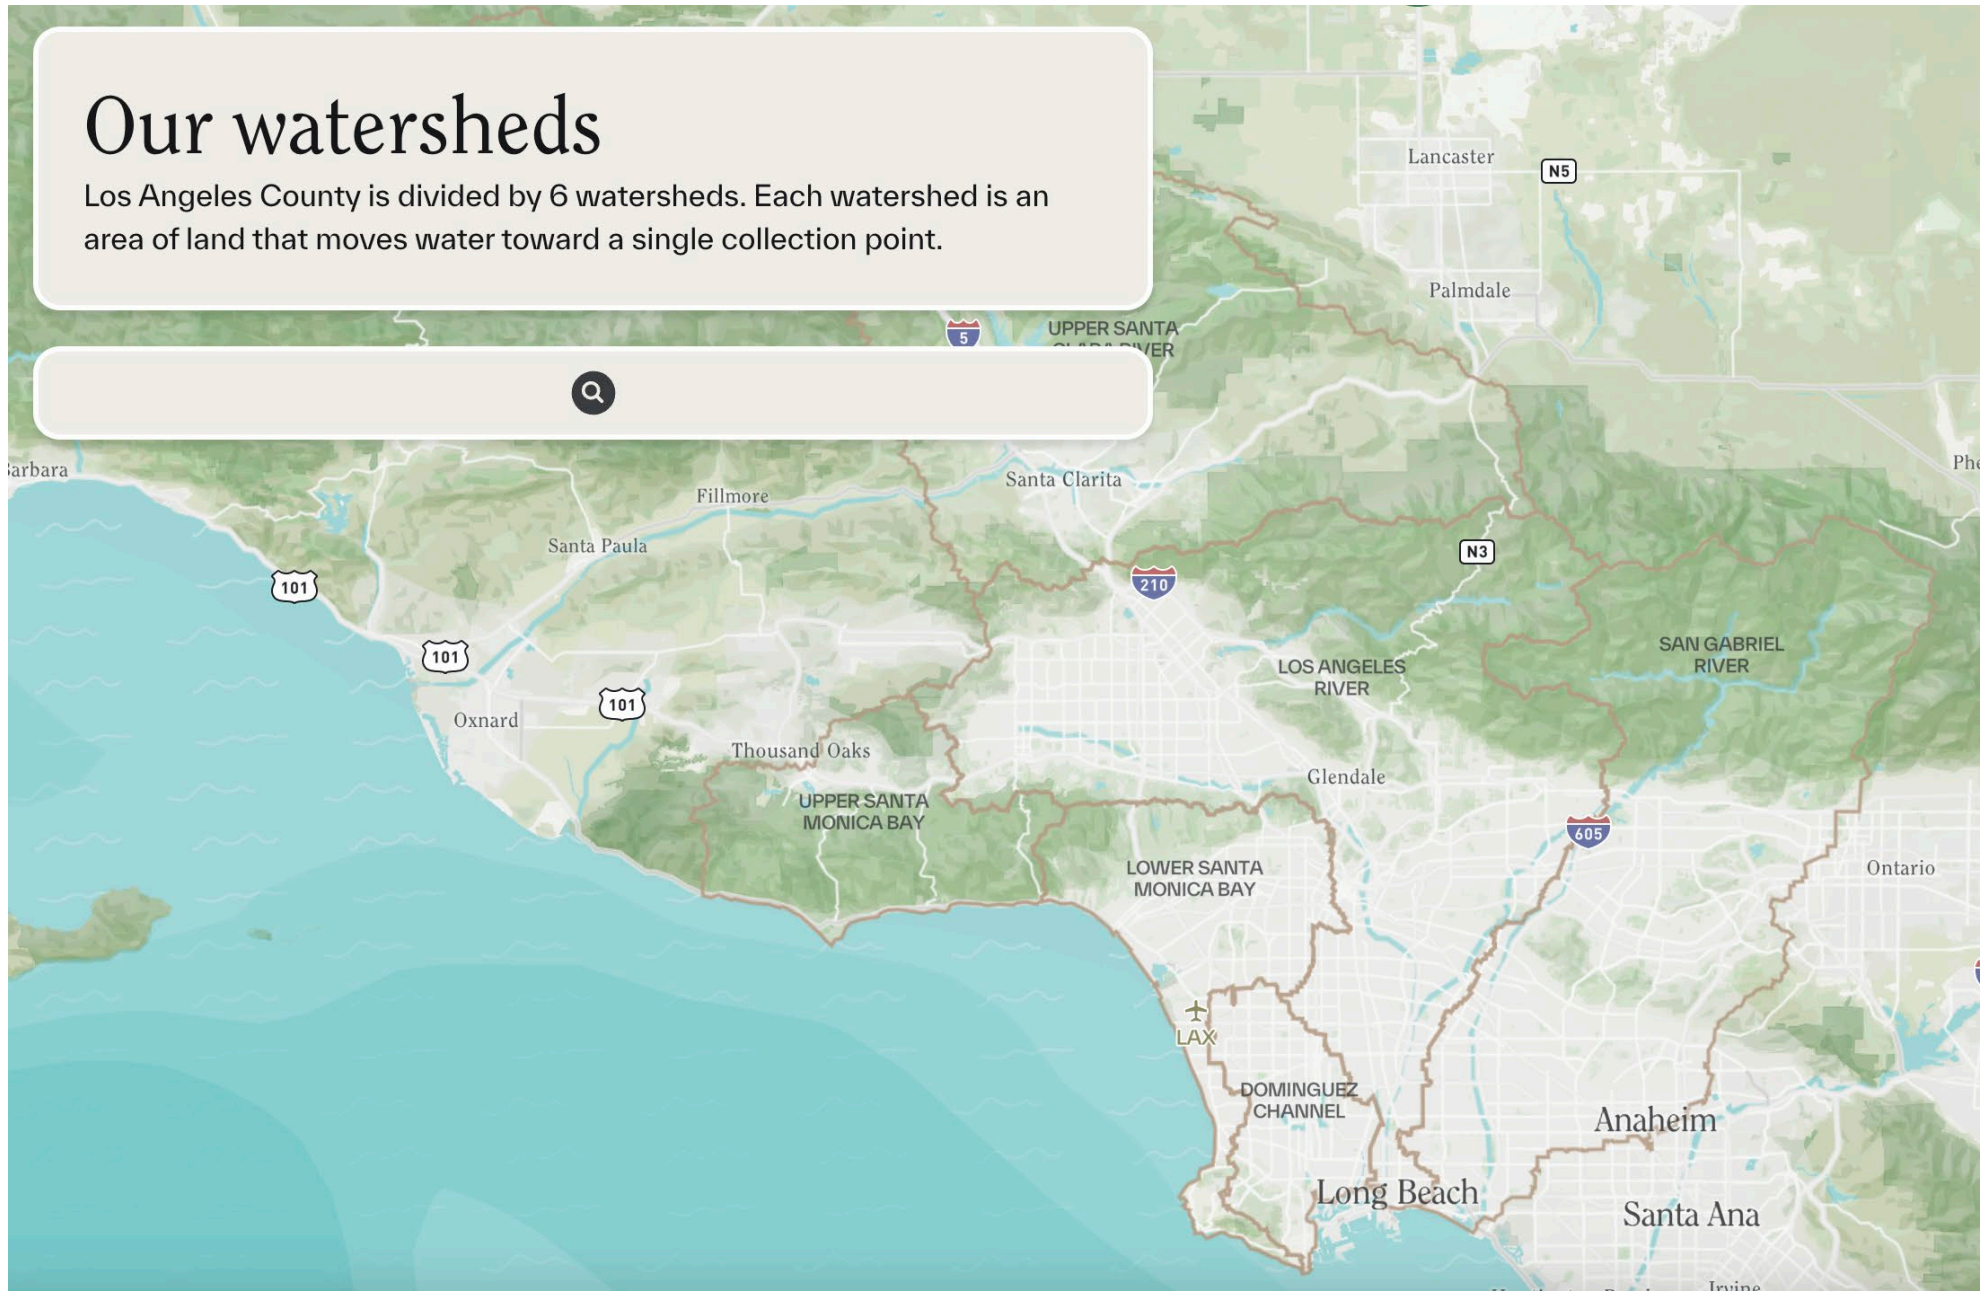 Our watersheds
Los Angeles County is divided by 6 watersheds. Each watershed is an
area of land that moves water toward a single collection point.
Lancaster
N5
Palmdale
5
UPPER SANTA
RIVER
arbara
Santa Clarita
Phe
Fillmore
Santa Paula
N3
101
210
101
SAN GABRIEL
RIVER
LOS ANGELES
RIVER
101
Oxnard
Thousand Oaks
Glendale
UPPER SANTA
MONICA BAY
605
LOWER SANTA
MONICA BAY
Ontario
LAX
DOMINGUEZ
CHANNEL
Anaheim
Long Beach
Santa Ana
Irvine